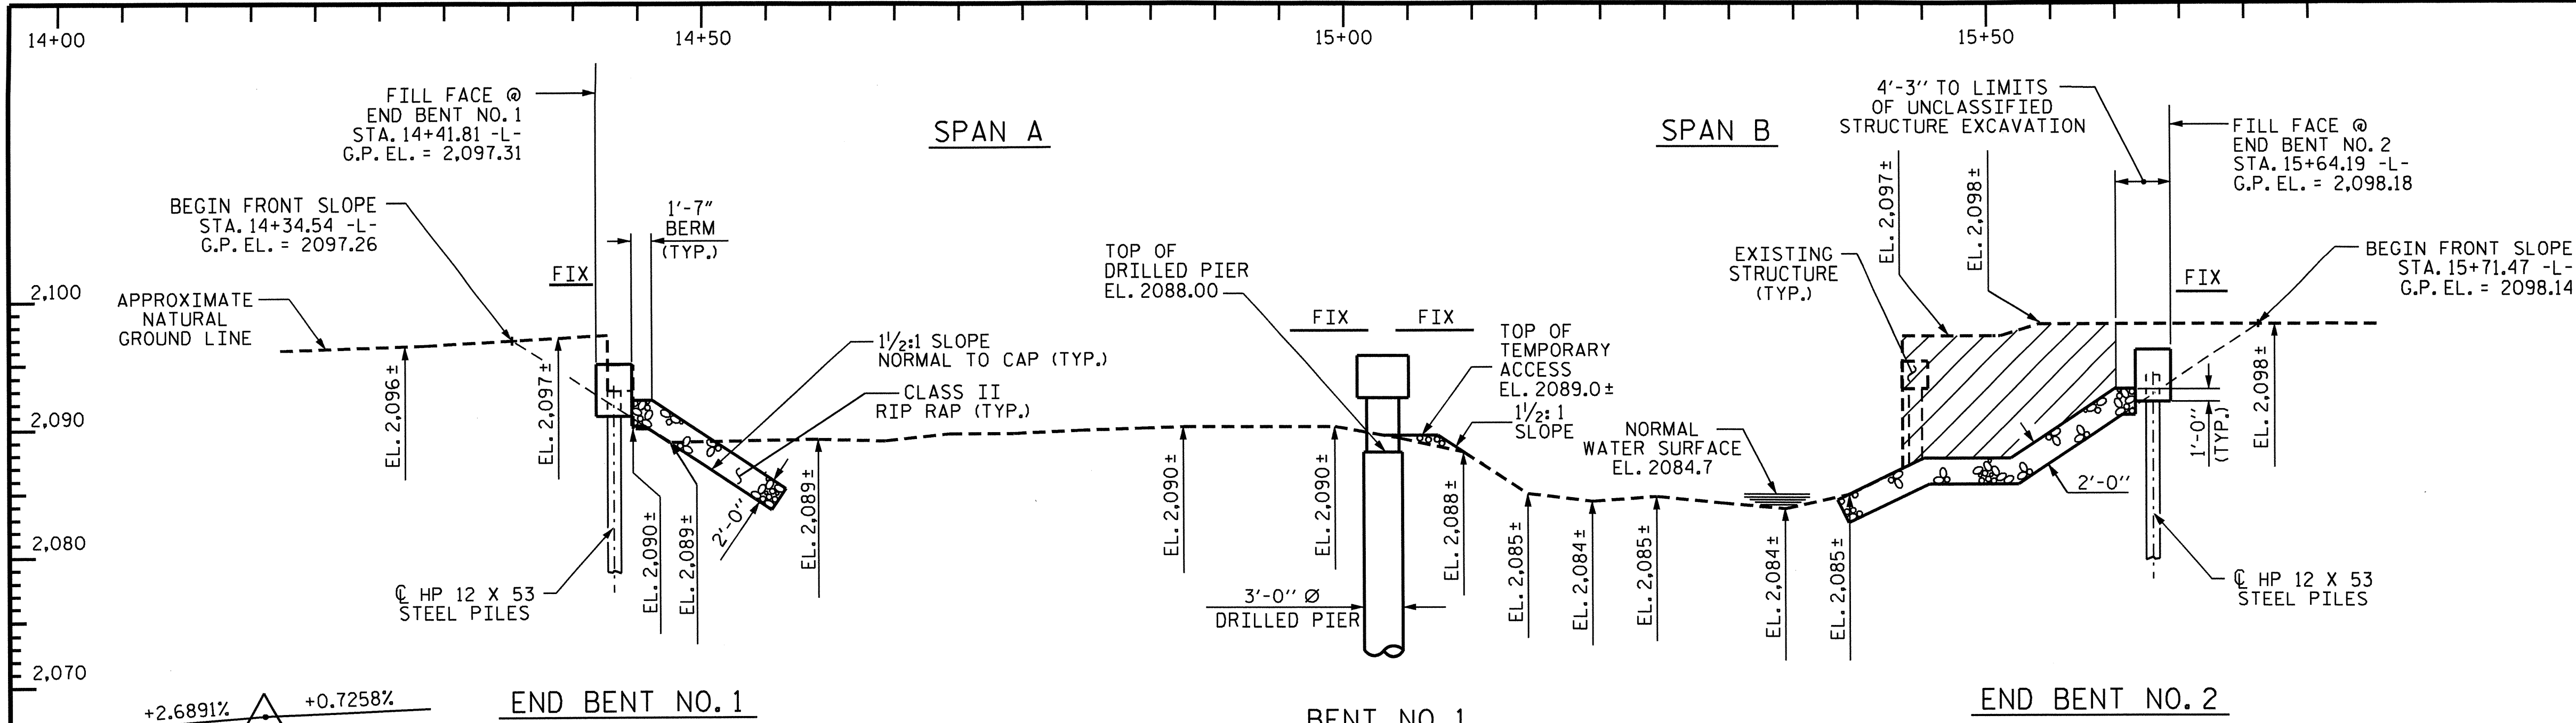 14+00
14+50
15+00
15+50
FILL FACE @
END BENT NO. 1
STA. 14+41.81 -L-
G.P. EL. = 2,097.31
SPAN A
SPAN B
4'-3" TO LIMITS
OF UNCLASSIFIED
STRUCTURE EXCAVATION
FILL FACE @
END BENT NO. 2
STA. 15+64.19 -L-
G.P. EL. = 2,098.18
BEGIN FRONT SLOPE
STA. 14+34.54 -L-
G.P. EL. = 2097.26
1'-7"
BERM
(TYP.)
FIX
TOP OF
DRILLED PIER
EL. 2088.00
EXISTING
STRUCTURE
(TYP.)
EL. 2,097±
EL. 2,098±
BEGIN FRONT SLOPE
STA. 15+71.47 -L-
G.P. EL. = 2098.14
FIX
2,100
APPROXIMATE
NATURAL
GROUND LINE
FIX
FIX
1½:1 SLOPE
NORMAL TO CAP (TYP.)
CLASS II
RIP RAP (TYP.)
TOP OF
TEMPORARY
ACCESS
EL. 2089.0±
1½:1
SLOPE
NORMAL
WATER SURFACE
EL. 2084.7
2,090
EL. 2,096±
EL. 2,097±
EL. 2,090±
EL. 2,089±
2'-0"
EL. 2,089±
EL. 2,090±
EL. 2,090±
EL. 2,088±
EL. 2,085±
EL. 2,084±
EL. 2,085±
EL. 2,084±
EL. 2,085±
2'-0"
1'-0"
(TYP.)
EL. 2,098±
2,080
℄ HP 12 X 53
STEEL PILES
3'-0" Ø
DRILLED PIER
℄ HP 12 X 53
STEEL PILES
2,070
+2.6891%
+0.7258%
END BENT NO. 1
BENT NO. 1
END BENT NO. 2